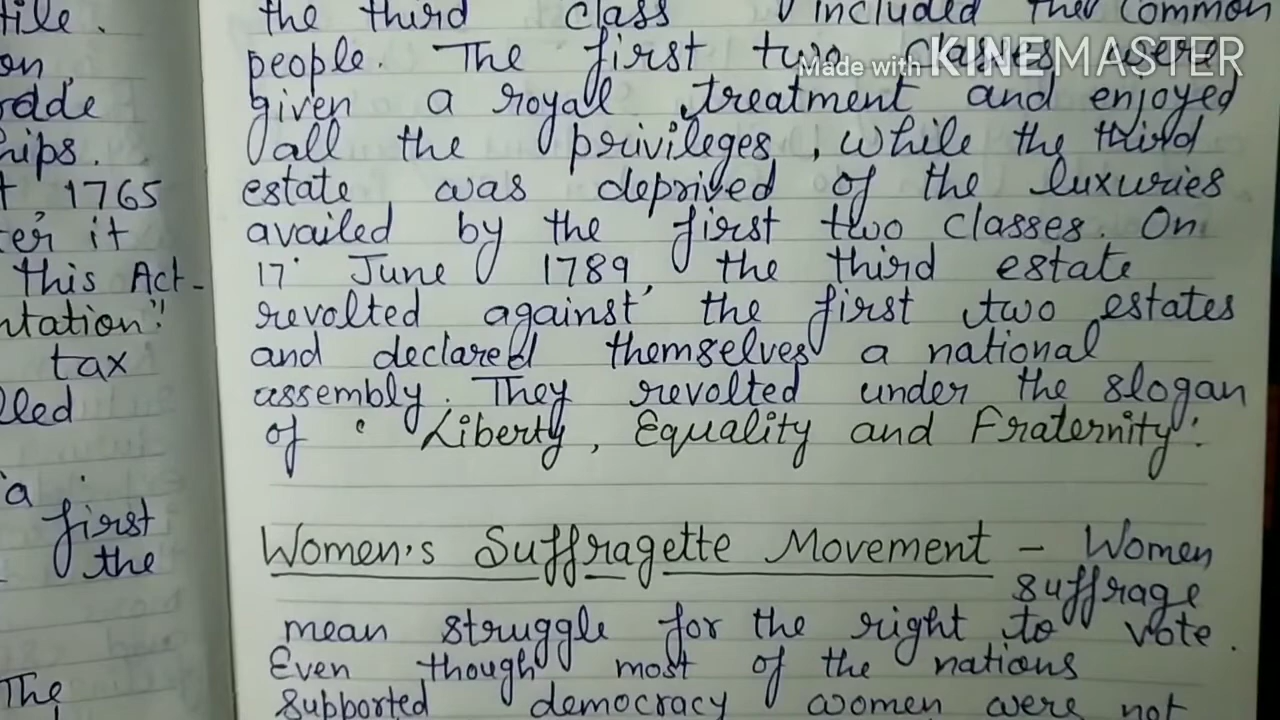 tile.
on
ade
hips.
1765
er it
this Act-
ntation"!
tax
lled
a
first
the
The
the third class included the common
people. The first two classes were
Made with KINEMASTER
given a royal treatment and enjoyed
all the privileges, while the third
estate was deprived of the luxuries
availed by the first two classes. On
17 June 1789, the third estate
revolted against the first two estates
and declared themselves a national
assembly. They revolted under the slogan
of 'Liberty, Equality and Fraternity'.
Women's Suffragette Movement - Women
suffrage
mean struggle for the right to vote.
Even though most of the nations
supported democracy women were not